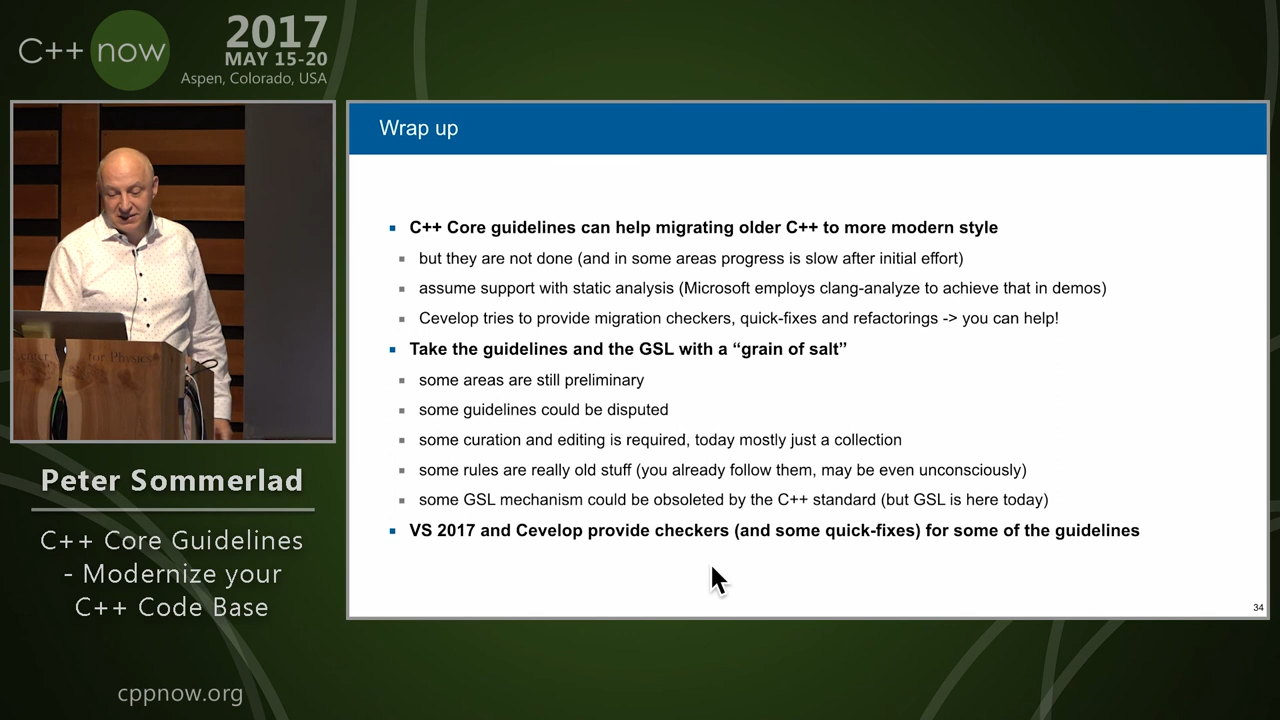 C++ now
2017
MAY 15-20
Aspen, Colorado, USA
Wrap up
C++ Core guidelines can help migrating older C++ to more modern style
but they are not done (and in some areas progress is slow after initial effort)
assume support with static analysis (Microsoft employs clang-analyze to achieve that in demos)
Cevelop tries to provide migration checkers, quick-fixes and refactorings -> you can help!
Take the guidelines and the GSL with a “grain of salt”
some areas are still preliminary
some guidelines could be disputed
some curation and editing is required, today mostly just a collection
some rules are really old stuff (you already follow them, may be even unconsciously)
some GSL mechanism could be obsoleted by the C++ standard (but GSL is here today)
VS 2017 and Cevelop provide checkers (and some quick-fixes) for some of the guidelines
34
for Physics
Peter Sommerlad
C++ Core Guidelines
- Modernize your
C++ Code Base
cppnow.org